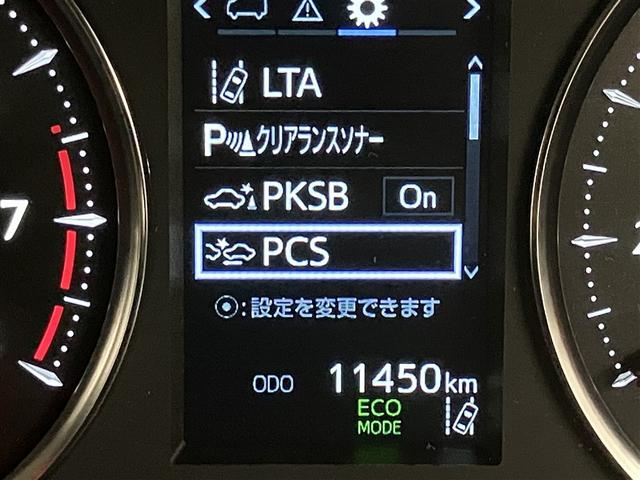 LTA
P クリアランスソナー
PKSB On
PCS
:設定を変更できます
7
ODO 11450km
ECO
MODE